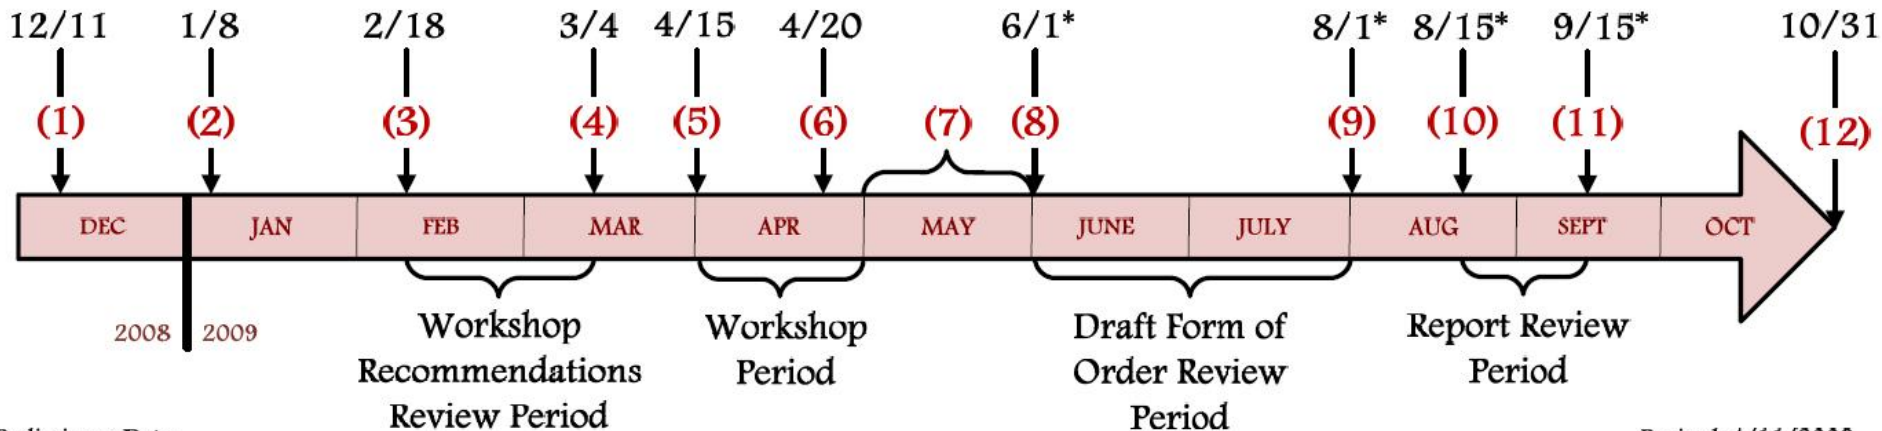 12/11 1/8 2/18 3/4 4/15 4/20 6/1* 8/1* 8/15* 9/15* 10/31
(1) (2) (3) (4) (5) (6) (7) (8) (9) (10) (11) (12)
DEC JAN FEB MAR APR MAY JUNE JULY AUG SEPT OCT
2008 2009
Workshop
Recommendations
Review Period
Workshop
Period
Draft Form of
Order Review
Period
Report Review
Period